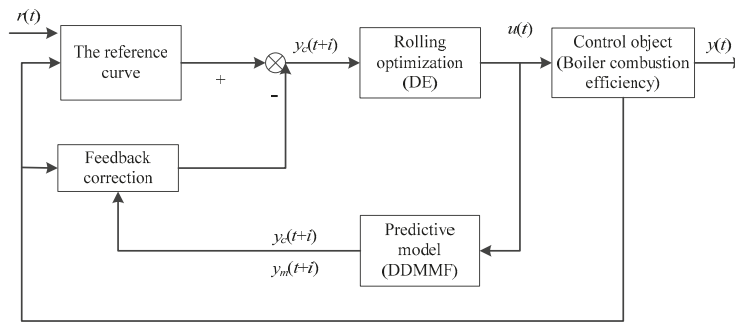 r(t)
The reference
curve
+
-
y_c(t+i)
Rolling
optimization
(DE)
u(t)
Control object
(Boiler combustion
efficiency)
y(t)
Feedback
correction
y_c(t+i)
y_m(t+i)
Predictive
model
(DDMMF)